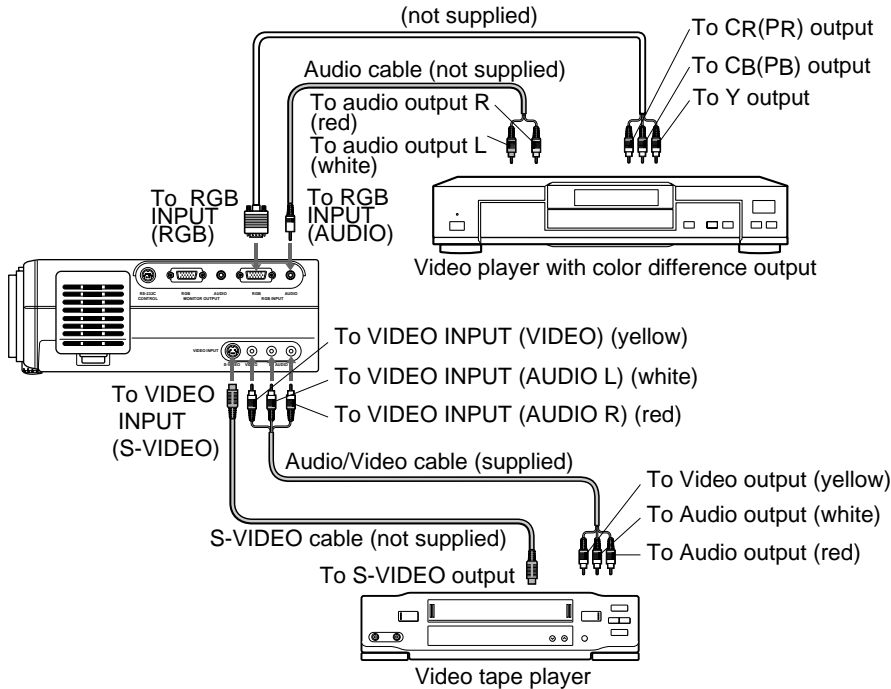 (not supplied)
To CR(PR) output
To CB(PB) output
To Y output
Audio cable (not supplied)
To audio output R
(red)
To audio output L
(white)
To RGB
INPUT
(RGB)
To RGB
INPUT
(AUDIO)
Video player with color difference output
RS-232C
CONTROL
RGB
AUDIO
MONITOR OUTPUT
RGB
AUDIO
RGB INPUT
VIDEO INPUT
S-VIDEO
VIDEO
AUDIO
To VIDEO INPUT (VIDEO) (yellow)
To VIDEO INPUT (AUDIO L) (white)
To VIDEO INPUT (AUDIO R) (red)
To VIDEO
INPUT
(S-VIDEO)
Audio/Video cable (supplied)
To Video output (yellow)
To Audio output (white)
To Audio output (red)
S-VIDEO cable (not supplied)
To S-VIDEO output
Video tape player